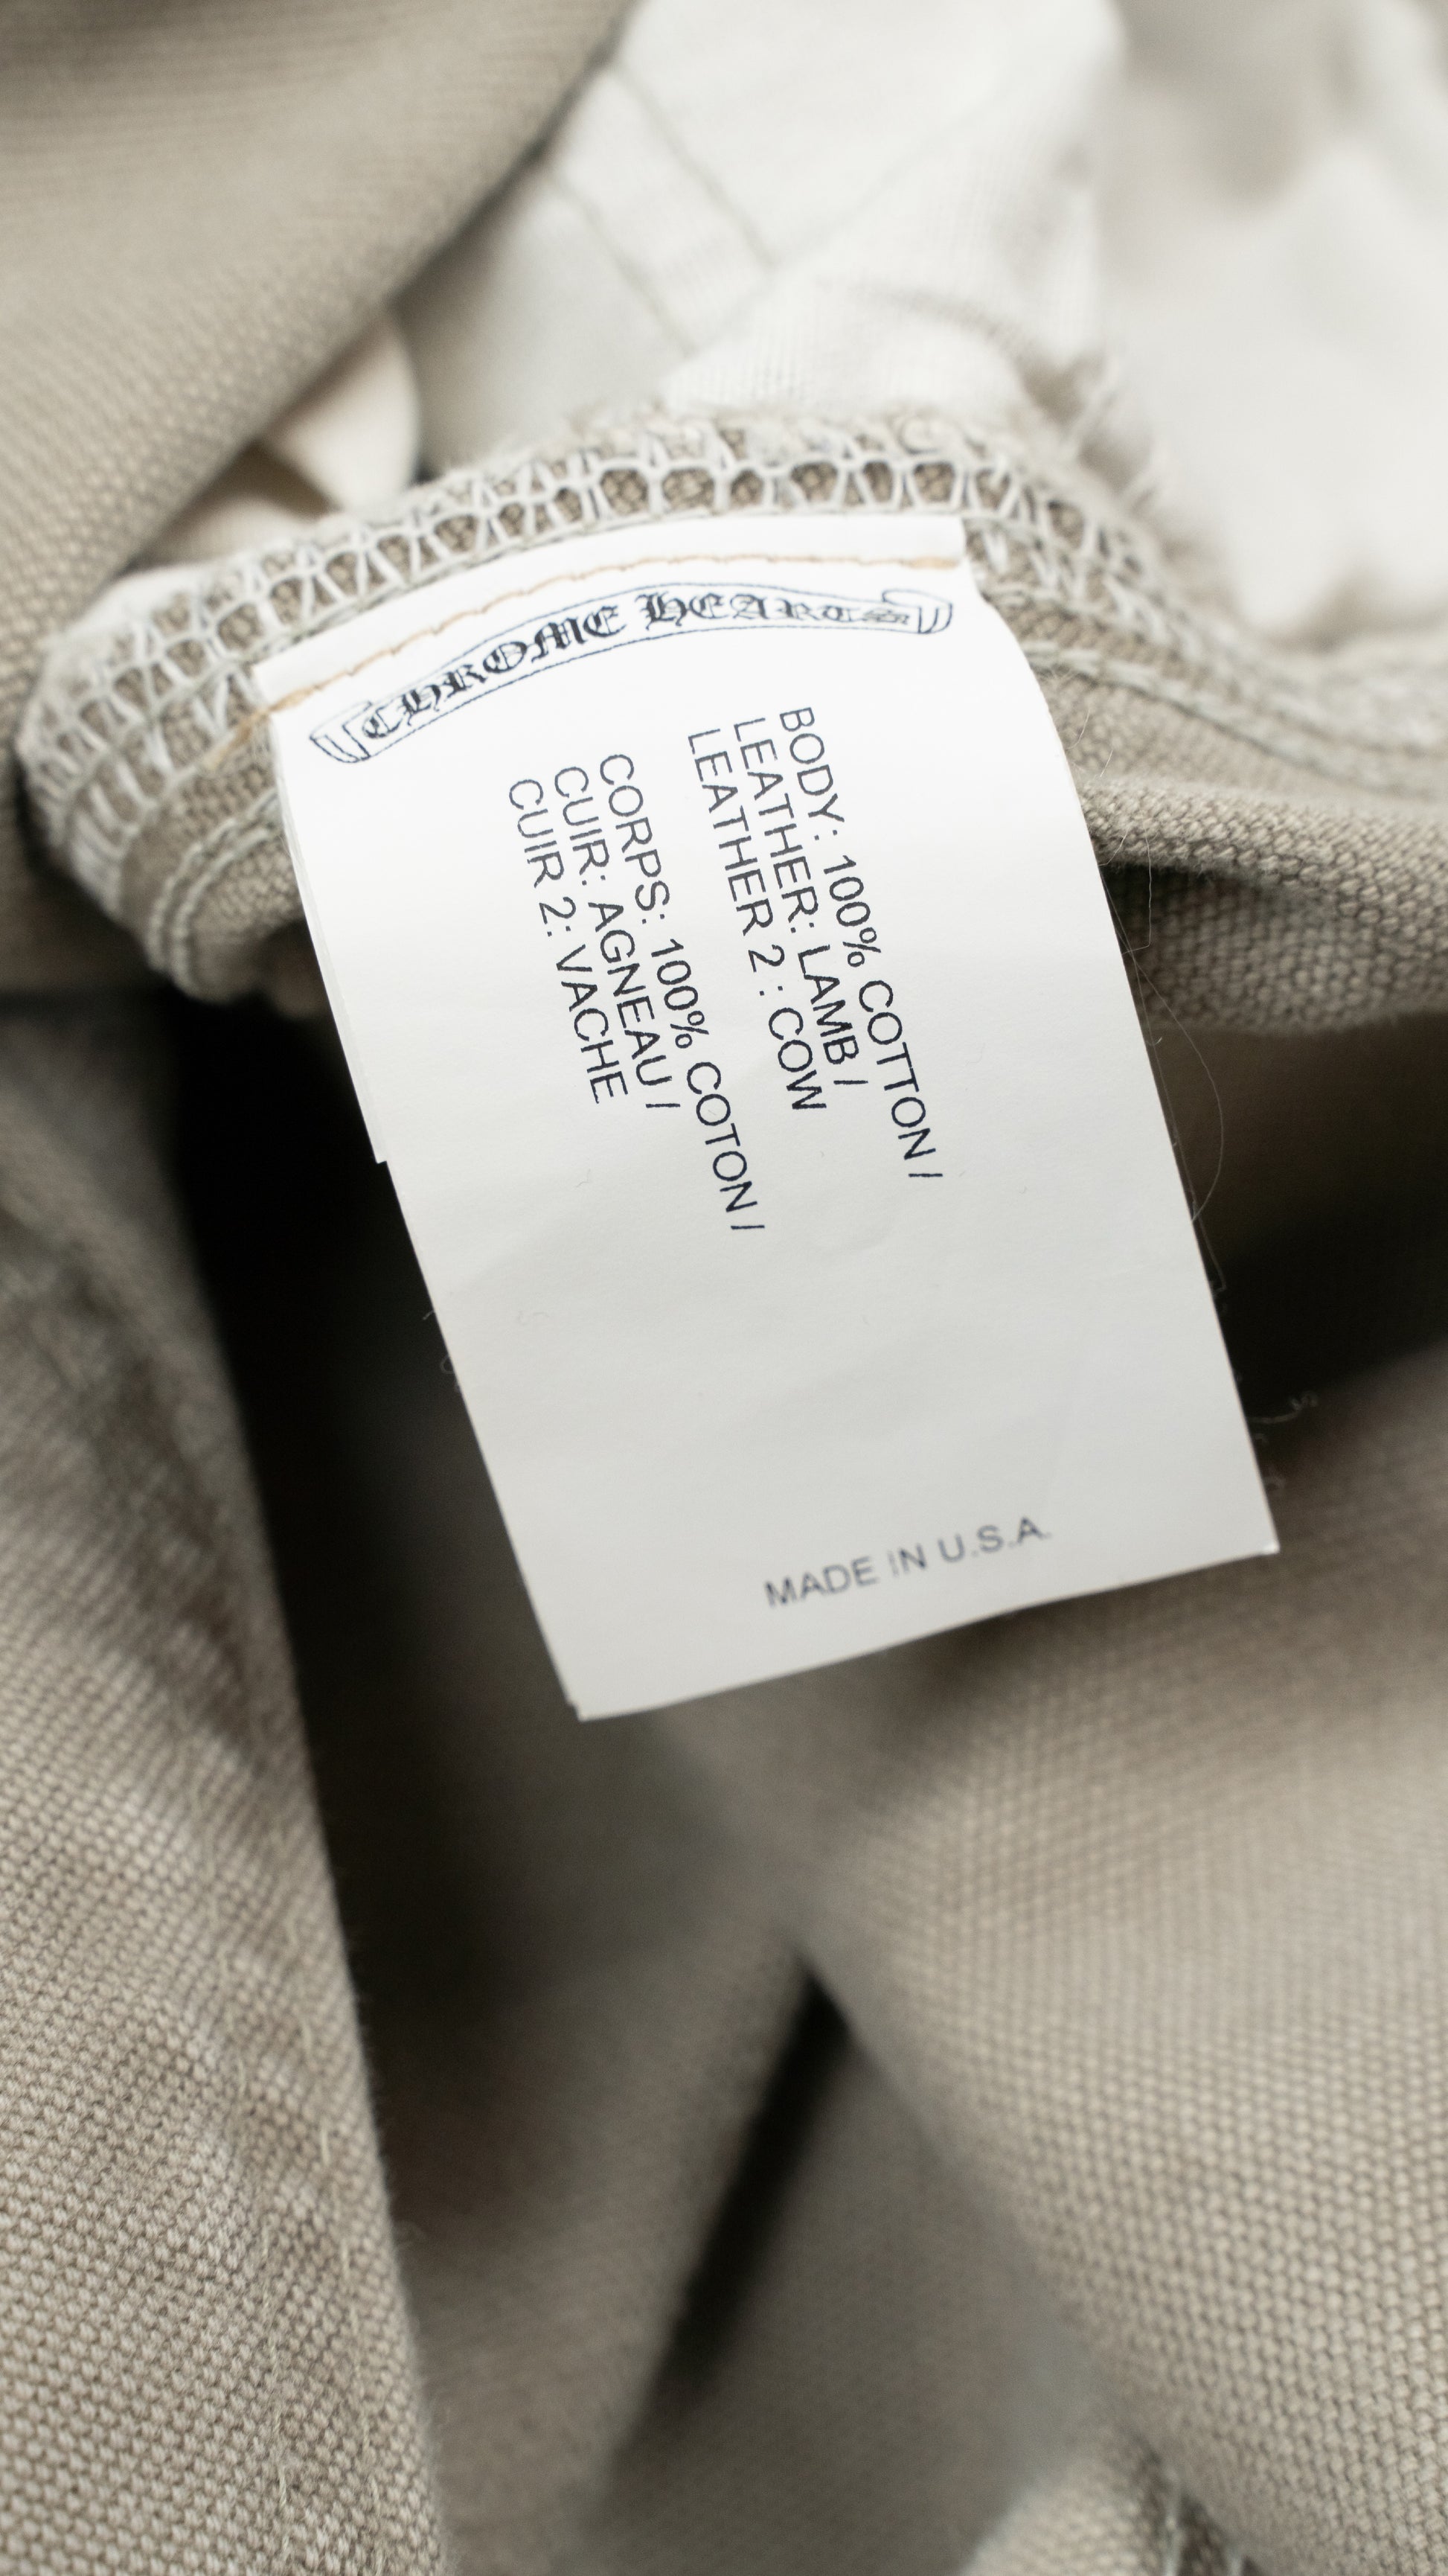 CHROME HEARTS
BODY: 100% COTTON /
LEATHER: LAMB /
LEATHER 2 : COW
CORPS: 100% COTON /
CUIR: AGNEAU /
CUIR 2: VACHE
MADE IN U.S.A.